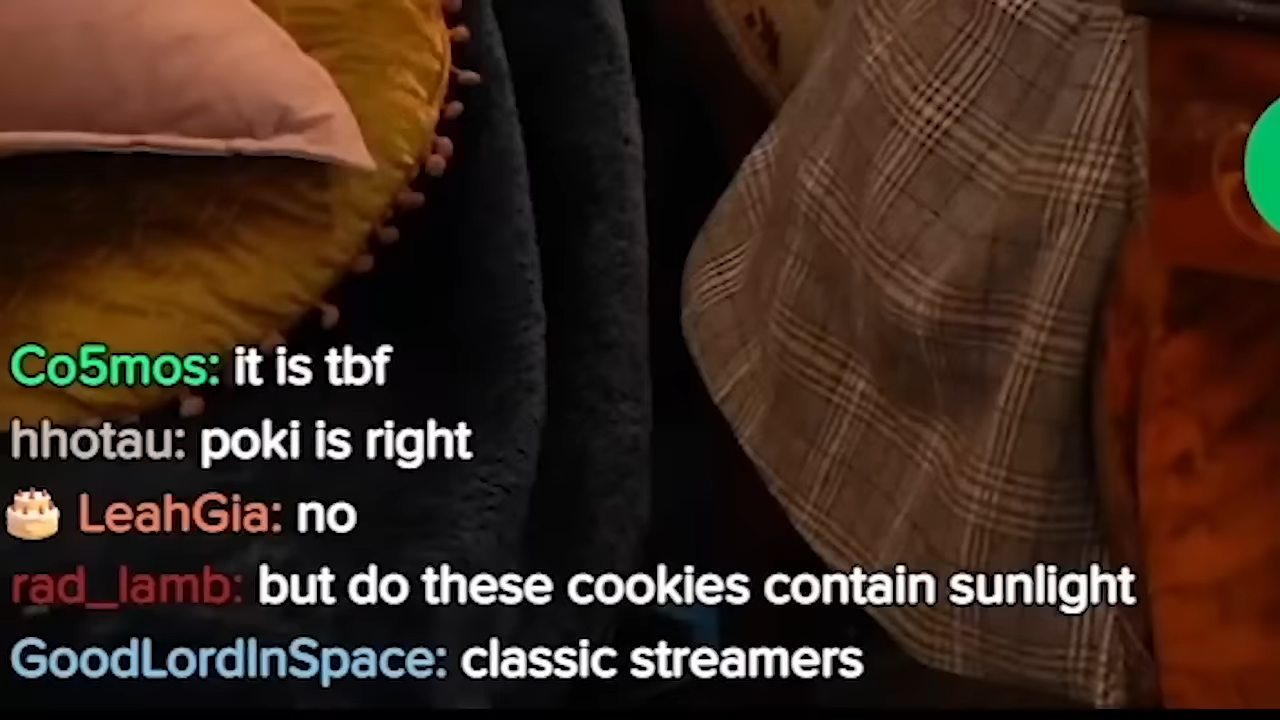 Co5mos: it is tbf
hhotau: poki is right
LeahGia: no
rad_lamb: but do these cookies contain sunlight
GoodLordInSpace: classic streamers